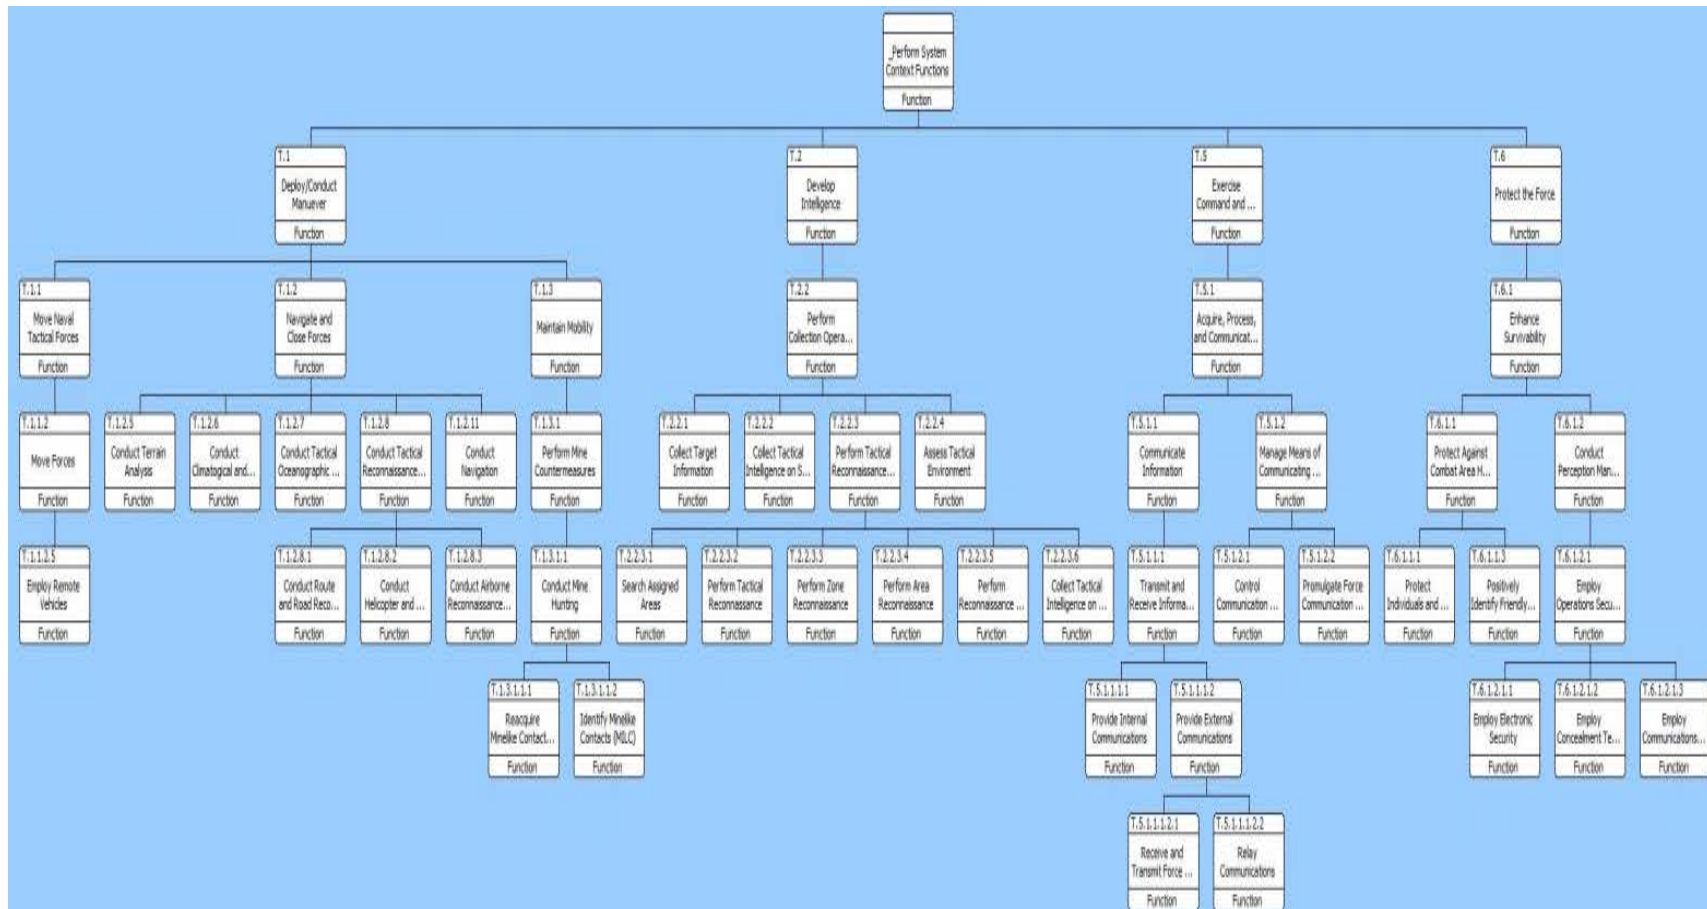 _Perform System
Context Functions
Function
T.1
Deploy/Conduct
Manuever
Function
T.2
Develop
Intelligence
Function
T.5
Exercise
Command and ...
Function
T.6
Protect the Force
Function
T.1.1
Move Naval
Tactical Forces
Function
T.1.2
Navigate and
Close Forces
Function
T.1.3
Maintain Mobility
Function
T.2.2
Perform
Collection Opera...
Function
T.5.1
Acquire, Process,
and Communicat...
Function
T.6.1
Enhance
Survivability
Function
T.1.1.2
Move Forces
Function
T.1.2.5
Conduct Terrain
Analysis
Function
T.1.2.6
Conduct
Climatogical and...
Function
T.1.2.7
Conduct Tactical
Oceanographic ...
Function
T.1.2.8
Conduct Tactical
Reconnaissance...
Function
T.1.2.11
Conduct
Navigation
Function
T.1.3.1
Perform Mine
Countermeasures
Function
T.2.2.1
Collect Target
Information
Function
T.2.2.2
Collect Tactical
Intelligence on S...
Function
T.2.2.3
Perform Tactical
Reconnaissance...
Function
T.2.2.4
Assess Tactical
Environment
Function
T.5.1.1
Communicate
Information
Function
T.5.1.2
Manage Means of
Communicating ...
Function
T.6.1.1
Protect Against
Combat Area H...
Function
T.6.1.2
Conduct
Perception Man...
Function
T.1.1.2.5
Employ Remote
Vehicles
Function
T.1.2.8.1
Conduct Route
and Road Reco...
Function
T.1.2.8.2
Conduct
Helicopter and ...
Function
T.1.2.8.3
Conduct Airborne
Reconnaissance...
Function
T.1.3.1.1
Conduct Mine
Hunting
Function
T.2.2.3.1
Search Assigned
Areas
Function
T.2.2.3.2
Perform Tactical
Reconnaissance
Function
T.2.2.3.3
Perform Zone
Reconnaissance
Function
T.2.2.3.4
Perform Area
Reconnaissance
Function
T.2.2.3.5
Perform
Reconnaissance ...
Function
T.2.2.3.6
Collect Tactical
Intelligence on ...
Function
T.5.1.1.1
Transmit and
Receive Informa...
Function
T.5.1.2.1
Control
Communication ...
Function
T.5.1.2.2
Promulgate Force
Communication ...
Function
T.6.1.1.1
Protect
Individuals and ...
Function
T.6.1.1.3
Positively
Identify Friendly...
Function
T.6.1.2.1
Employ
Operations Secu...
Function
T.1.3.1.1.1
Reacquire
Minelike Contact...
Function
T.1.3.1.1.2
Identify Minelike
Contacts (MILC)
Function
T.5.1.1.1.1
Provide Internal
Communications
Function
T.5.1.1.1.2
Provide External
Communications
Function
T.6.1.2.1.1
Employ Electronic
Security
Function
T.6.1.2.1.2
Employ
Concealment Te...
Function
T.6.1.2.1.3
Employ
Communications...
Function
T.5.1.1.1.2.1
Receive and
Transmit Force ...
Function
T.5.1.1.1.2.2
Relay
Communications
Function